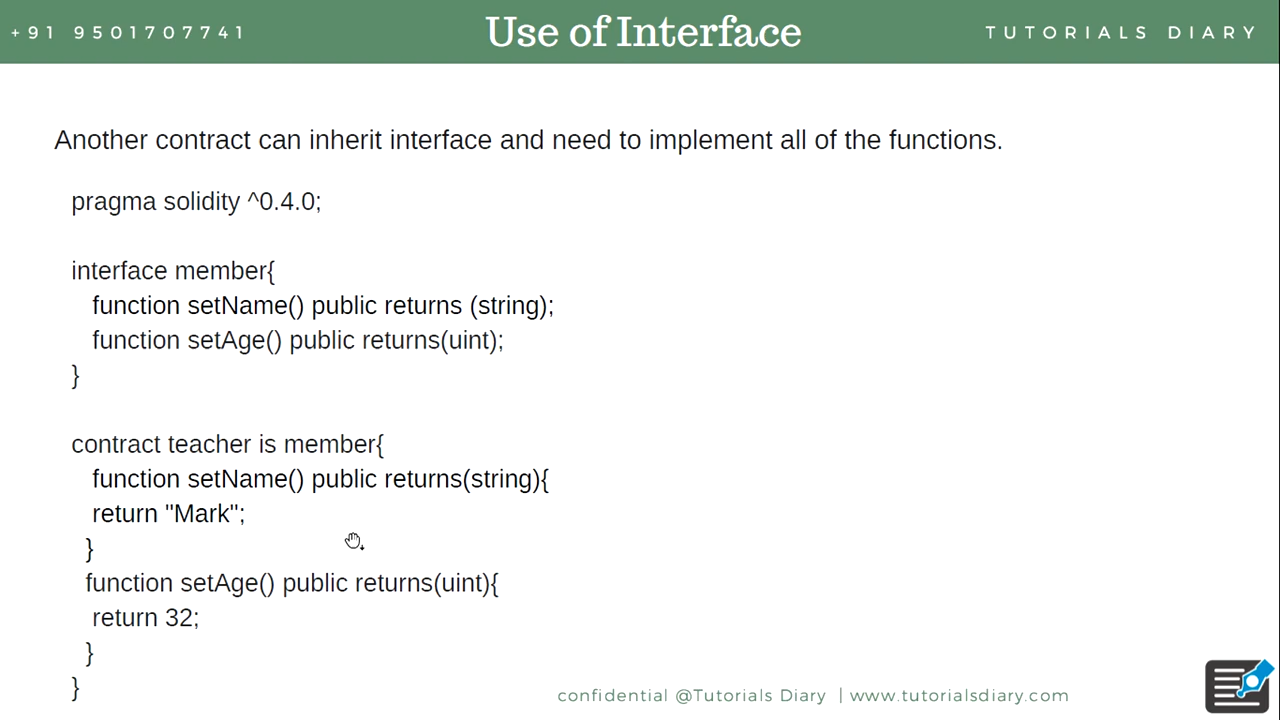 +91 9501707741
Use of Interface
TUTORIALS DIARY
Another contract can inherit interface and need to implement all of the functions.
pragma solidity ^0.4.0;
interface member{
function setName() public returns (string);
function setAge() public returns(uint);
}
contract teacher is member{
function setName() public returns(string){
return "Mark";
}
function setAge() public returns(uint){
return 32;
}
}
confidential @Tutorials Diary | www.tutorialsdiary.com